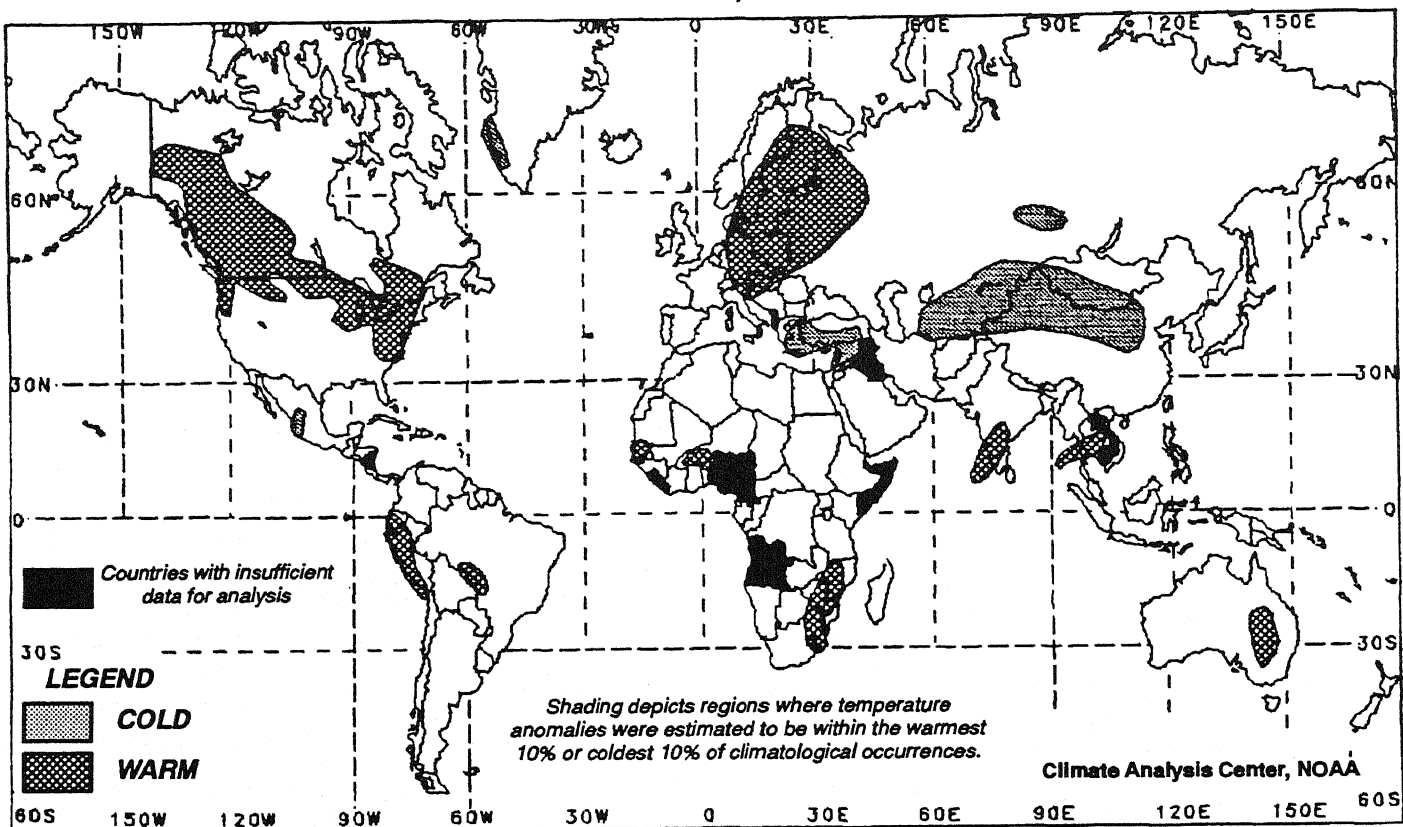 150W 120W 90W 60W 30W 0 30E 60E 90E 120E 150E
60N 60N
30N 30N
0 0
Countries with insufficient
data for analysis
30S 30S
LEGEND
COLD
WARM
Shading depicts regions where temperature
anomalies were estimated to be within the warmest
10% or coldest 10% of climatological occurrences.
Climate Analysis Center, NOAA
60S 150W 120W 90W 60W 30W 0 30E 60E 90E 120E 150E 60S